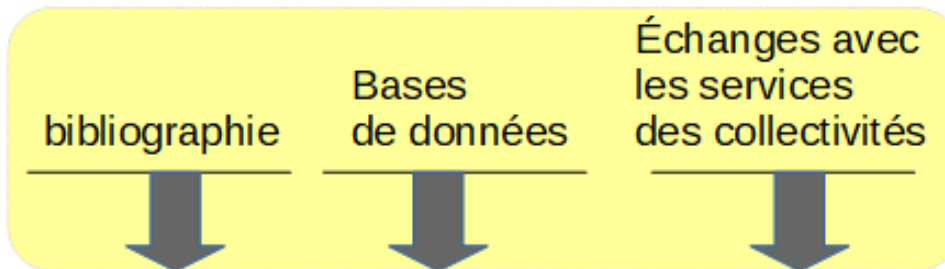 bibliographie
Bases
de données
Échanges avec
les services
des collectivités